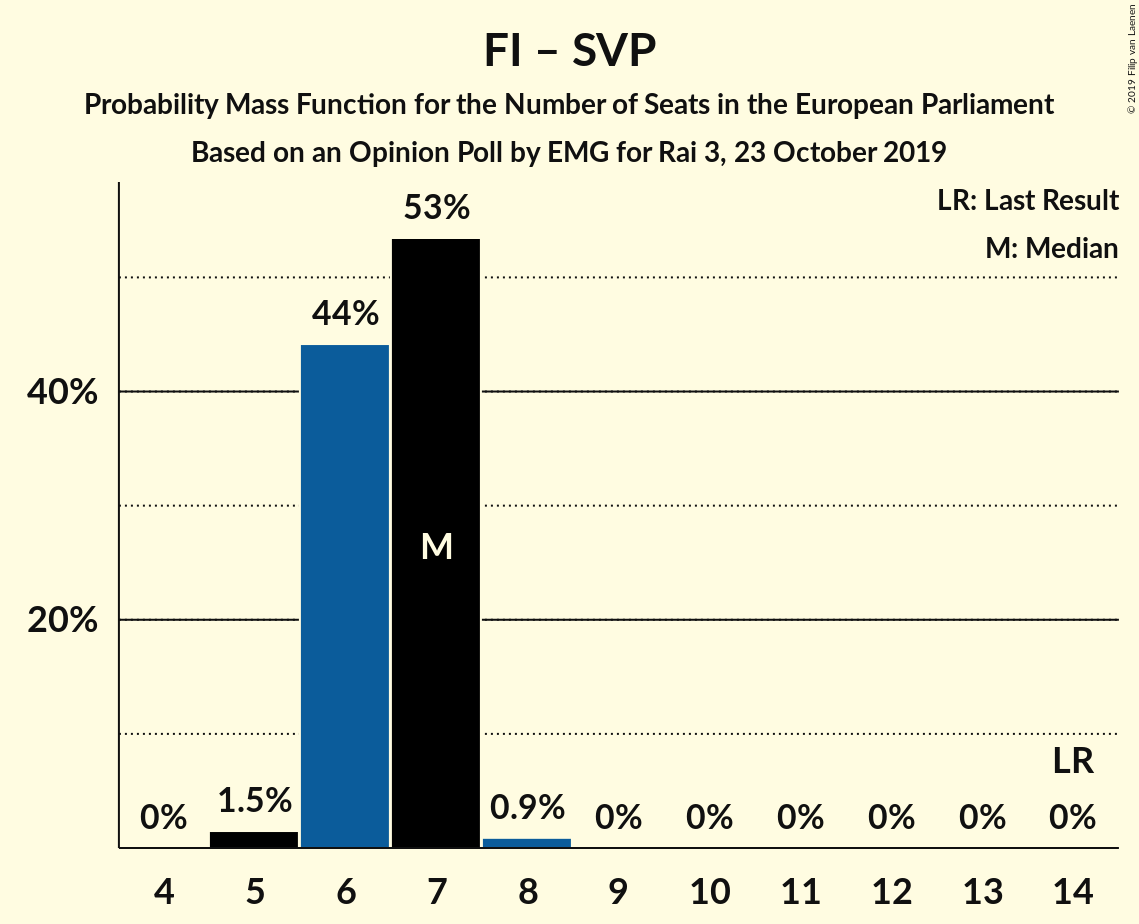 FI – SVP
Probability Mass Function for the Number of Seats in the European Parliament
Based on an Opinion Poll by EMG for Rai 3, 23 October 2019
© 2019 Filip van Laenen
LR: Last Result
M: Median
53%
44%
40%
M
20%
LR
0% 1.5% 0.9% 0% 0% 0% 0% 0% 0%
4 5 6 7 8 9 10 11 12 13 14